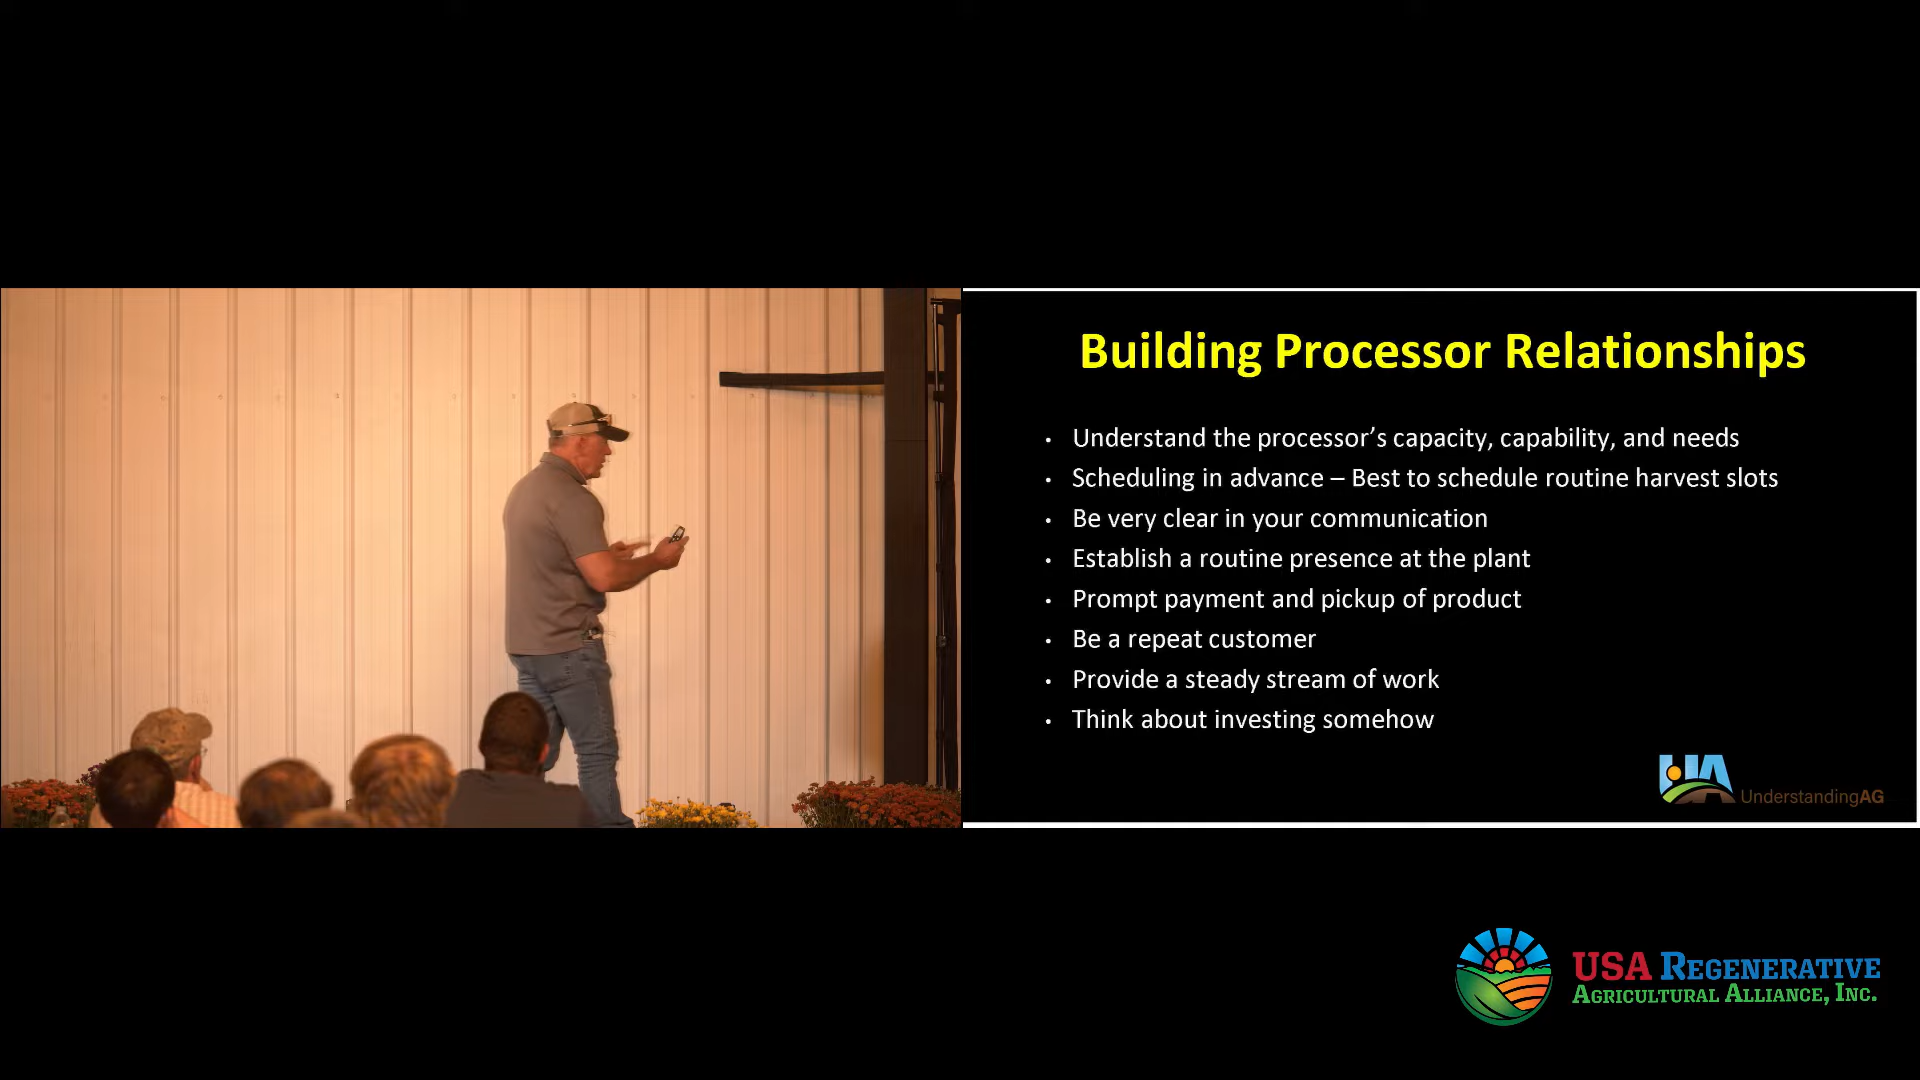 Building Processor Relationships
• Understand the processor’s capacity, capability, and needs
• Scheduling in advance – Best to schedule routine harvest slots
• Be very clear in your communication
• Establish a routine presence at the plant
• Prompt payment and pickup of product
• Be a repeat customer
• Provide a steady stream of work
• Think about investing somehow
UA UnderstandingAG
USA REGENERATIVE
AGRICULTURAL ALLIANCE, INC.